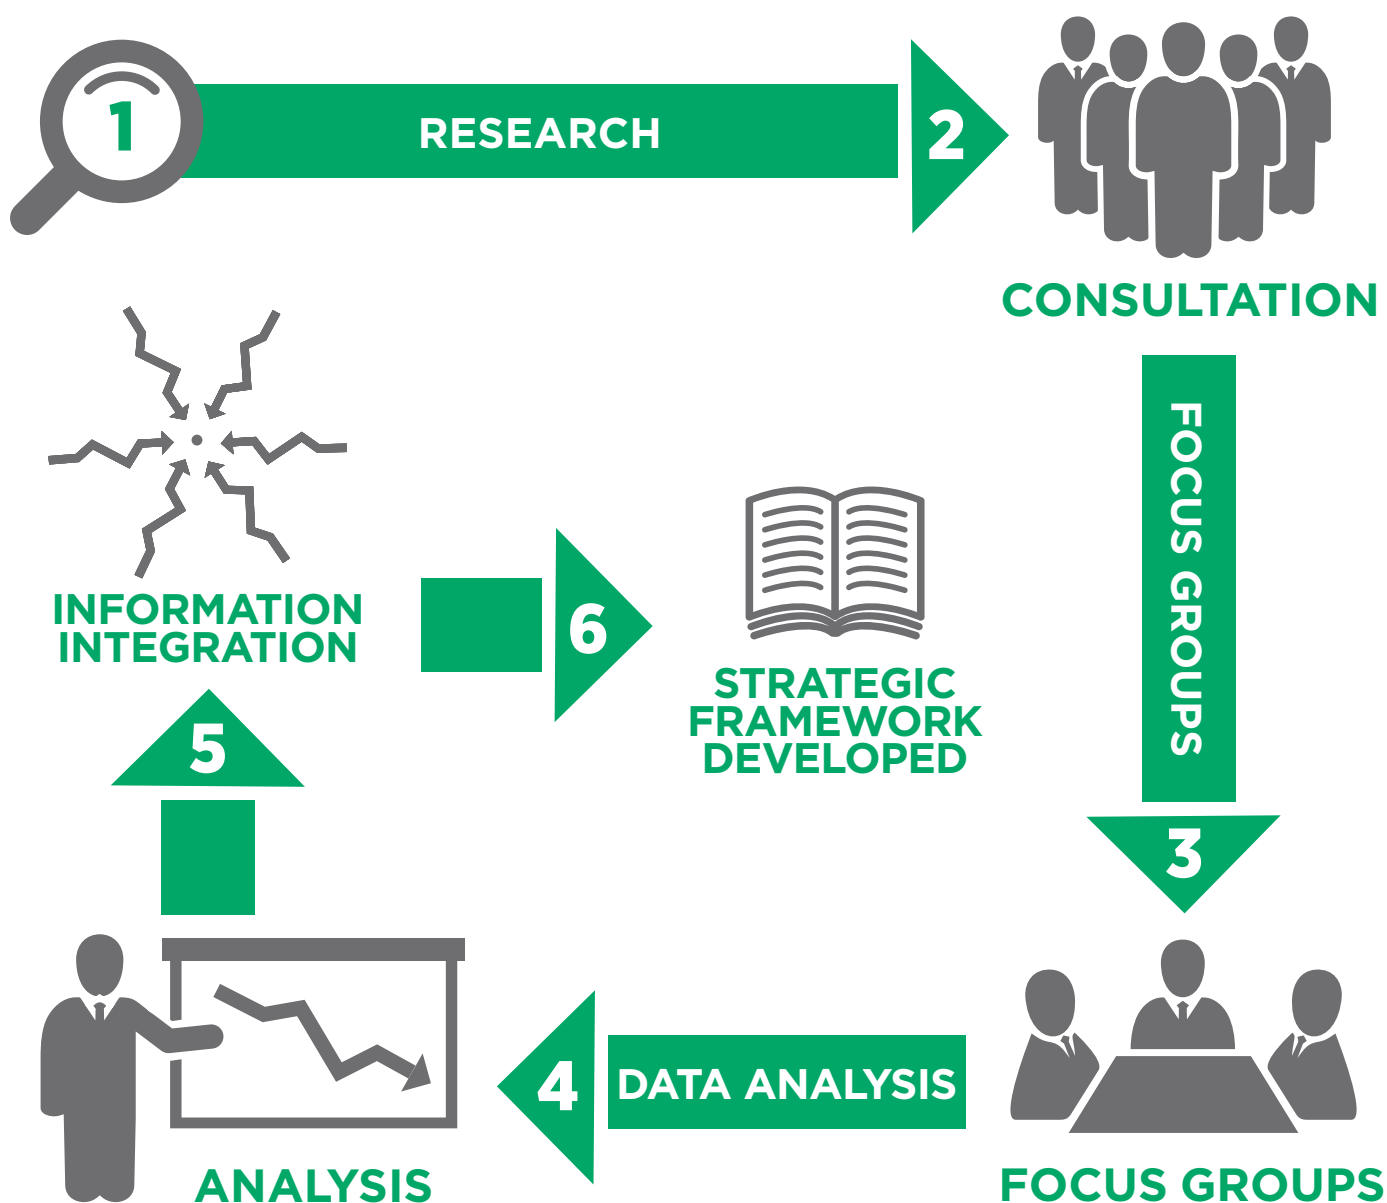 1
RESEARCH
2
CONSULTATION
FOCUS GROUPS
3
FOCUS GROUPS
DATA ANALYSIS
4
ANALYSIS
5
INFORMATION
INTEGRATION
6
STRATEGIC
FRAMEWORK
DEVELOPED